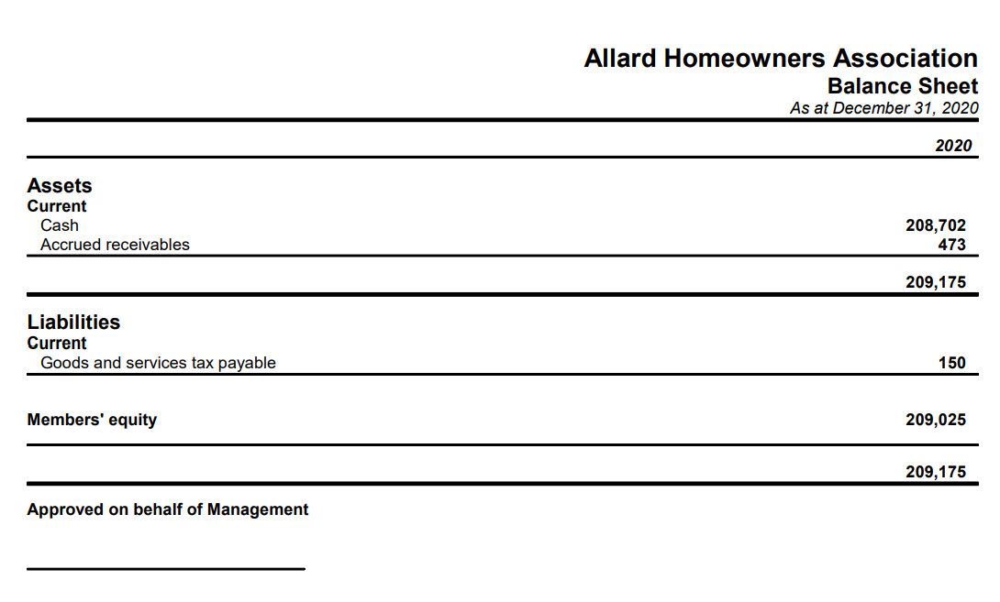 Allard Homeowners Association
Balance Sheet
As at December 31, 2020
2020
Assets
Current
Cash 208,702
Accrued receivables 473
209,175
Liabilities
Current
Goods and services tax payable 150
Members' equity 209,025
209,175
Approved on behalf of Management